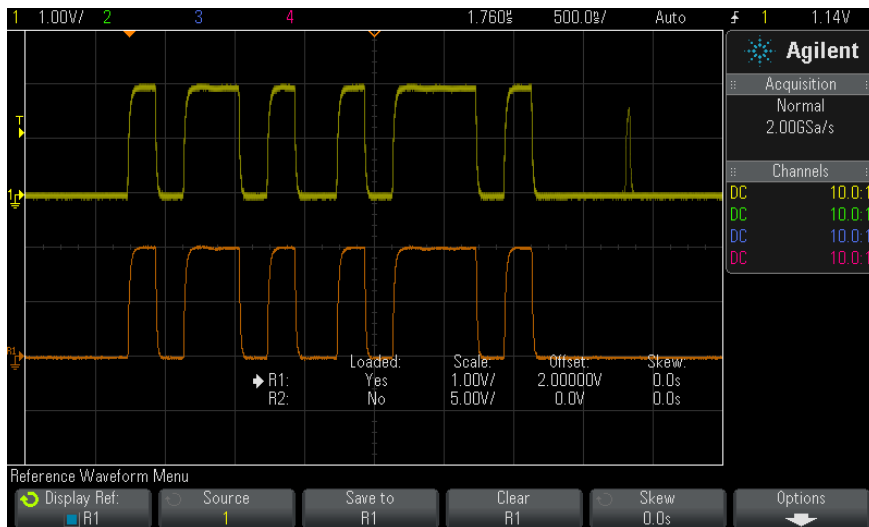 1 1.00V/ 2 3 4 1.760㎲ 500.0㎱/ Auto 1 1.14V
Agilent
Acquisition
Normal
2.00GSa/s
Channels
DC 10.0:1
DC 10.0:1
DC 10.0:1
DC 10.0:1
T
1
R1
Loaded: Scale: Offset: Skew:
R1: Yes 1.00V/ 2.00000V 0.0s
R2: No 5.00V/ 0.0V 0.0s
Reference Waveform Menu
Display Ref: Source Save to Clear Skew Options
R1 1 R1 R1 0.0s